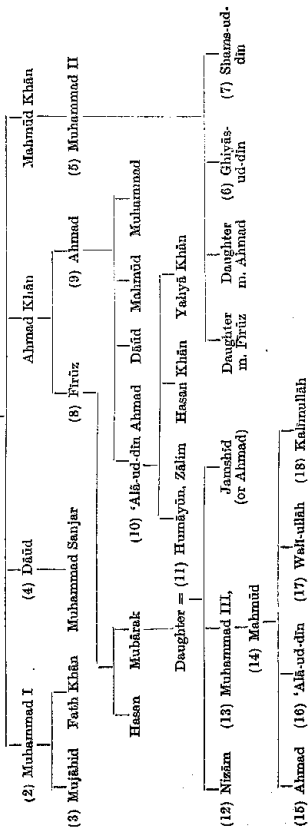 (2) Muhammad I (4) Dāūd Ahmad Khān Mahmūd Khān
(3) Mujāhid Fath Khān Muhammad Sanjar (8) Fīrūz (9) Ahmad (5) Muhammad II
Hasan Mubārak (10) ‘Alā-ud-dīn Ahmad Dāūd Mahmūd Muhammad
Daughter = (11) Humāyūn, Zālim Hasan Khān Yahyā Khān
Daughter m. Fīrūz Daughter m. Ahmad (6) Ghiyās-ud-dīn (7) Shams-ud-dīn
(12) Nizām (13) Muhammad III, Jamshīd (or Ahmad)
(14) Mahmūd
(15) Ahmad (16) ‘Alā-ud-dīn (17) Walī-ullāh (18) Kalīmullāh